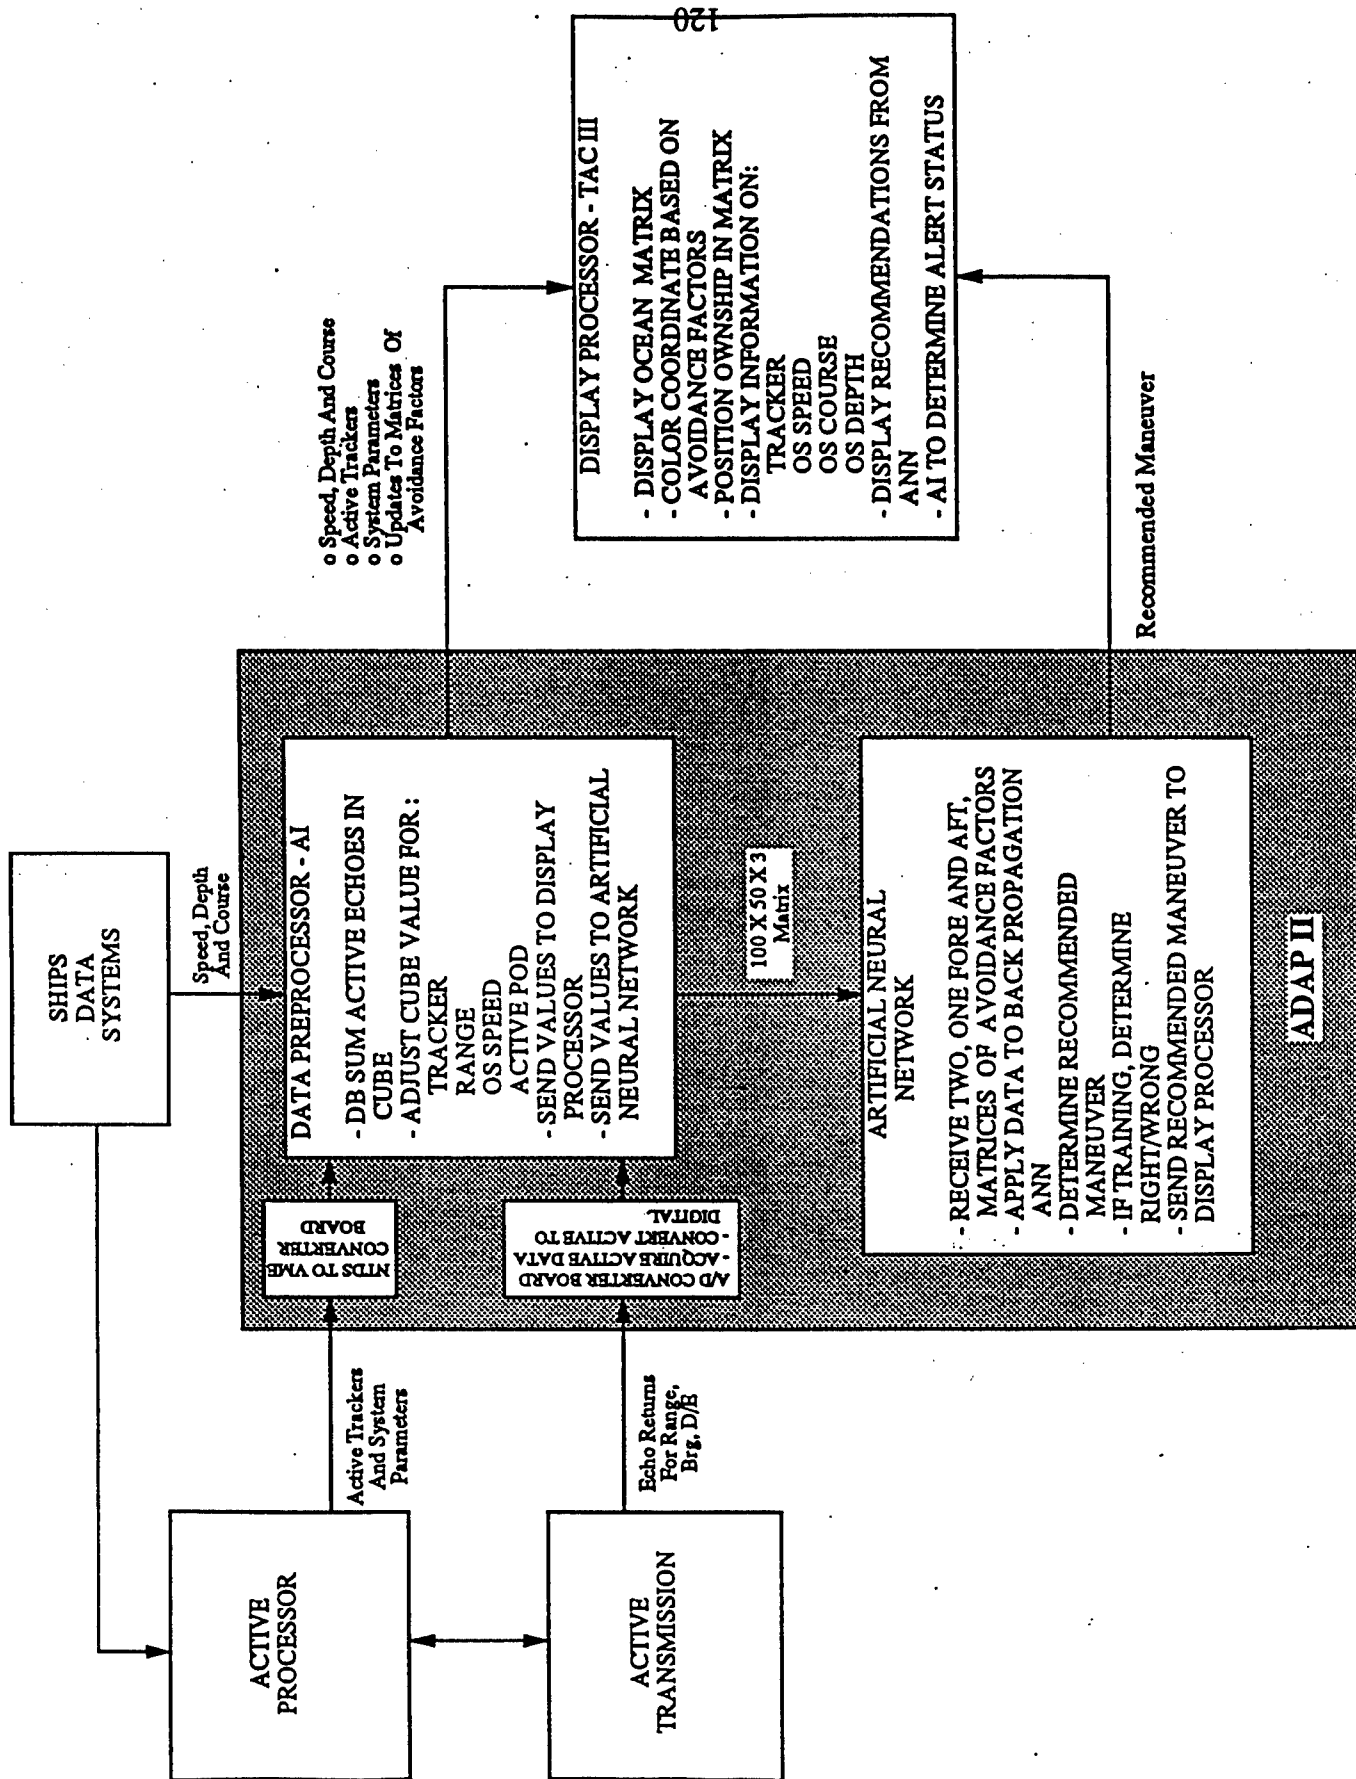 120
SHIPS
DATA
SYSTEMS
Speed, Depth
And Course
ACTIVE
PROCESSOR
Active Trackers
And System
Parameters
ACTIVE
TRANSMISSION
Echo Returns
For Range,
Brg, D/E
NTDS TO VME
CONVERTER
BOARD
A/D CONVERTER BOARD
- ACQUIRE ACTIVE DATA
- CONVERT ACTIVE TO
DIGITAL
DATA PREPROCESSOR - AI
- DB SUM ACTIVE ECHOES IN
CUBE
- ADJUST CUBE VALUE FOR :
TRACKER
RANGE
OS SPEED
ACTIVE POD
- SEND VALUES TO DISPLAY
PROCESSOR
- SEND VALUES TO ARTIFICIAL
NEURAL NETWORK
100 X 50 X 3
Matrix
ARTIFICIAL NEURAL
NETWORK
- RECEIVE TWO, ONE FORE AND AFT,
MATRICES OF AVOIDANCE FACTORS
- APPLY DATA TO BACK PROPAGATION
ANN
- DETERMINE RECOMMENDED
MANEUVER
- IF TRAINING, DETERMINE
RIGHT/WRONG
- SEND RECOMMENDED MANEUVER TO
DISPLAY PROCESSOR
ADAP II
o Speed, Depth And Course
o Active Trackers
o System Parameters
o Updates To Matrices Of
Avoidance Factors
DISPLAY PROCESSOR - TAC III
- DISPLAY OCEAN MATRIX
- COLOR COORDINATE BASED ON
AVOIDANCE FACTORS
- POSITION OWNSHIP IN MATRIX
- DISPLAY INFORMATION ON:
TRACKER
OS SPEED
OS COURSE
OS DEPTH
- DISPLAY RECOMMENDATIONS FROM
ANN
- AI TO DETERMINE ALERT STATUS
Recommended Maneuver